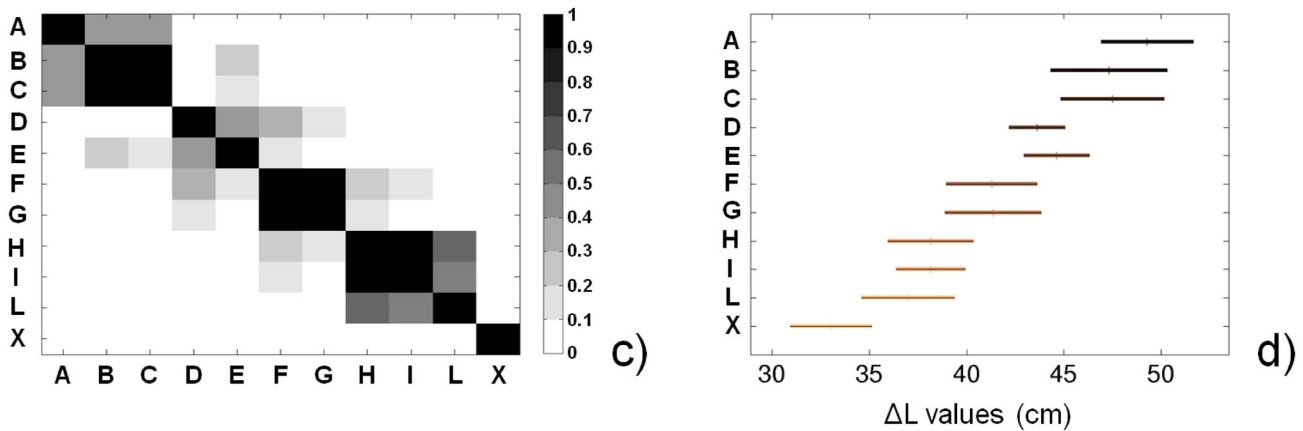 A
B
C
D
E
F
G
H
I
L
X
A B C D E F G H I L X
1
0.9
0.8
0.7
0.6
0.5
0.4
0.3
0.2
0.1
0
c)
A
B
C
D
E
F
G
H
I
L
X
30 35 40 45 50
ΔL values (cm)
d)